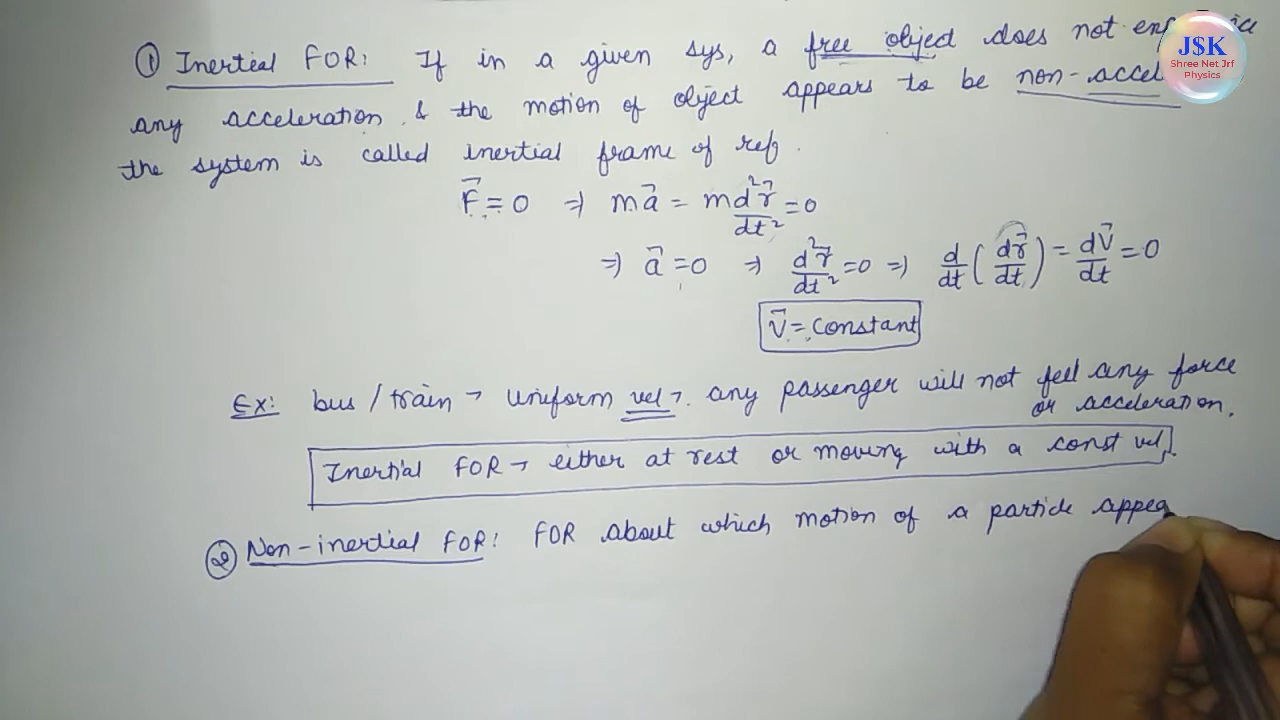 ① Inertial FOR: If in a given sys, a free object does not
any acceleration & the motion of object appears to be non-accel
the system is called inertial frame of ref.
F⃗ = 0 ⇒ ma⃗ = m d²r⃗/dt² = 0
⇒ a⃗ = 0 ⇒ d²r⃗/dt² = 0 ⇒ d/dt (dr⃗/dt) = dV⃗/dt = 0
V⃗ = Constant
Ex: bus / train → Uniform vel → any passenger will not feel any force
or acceleration.
Inertial FOR → either at rest or moving with a const vel.
② Non-inertial FOR: FOR about which motion of a particle appea
JSK
Shree Net Jrf
Physics